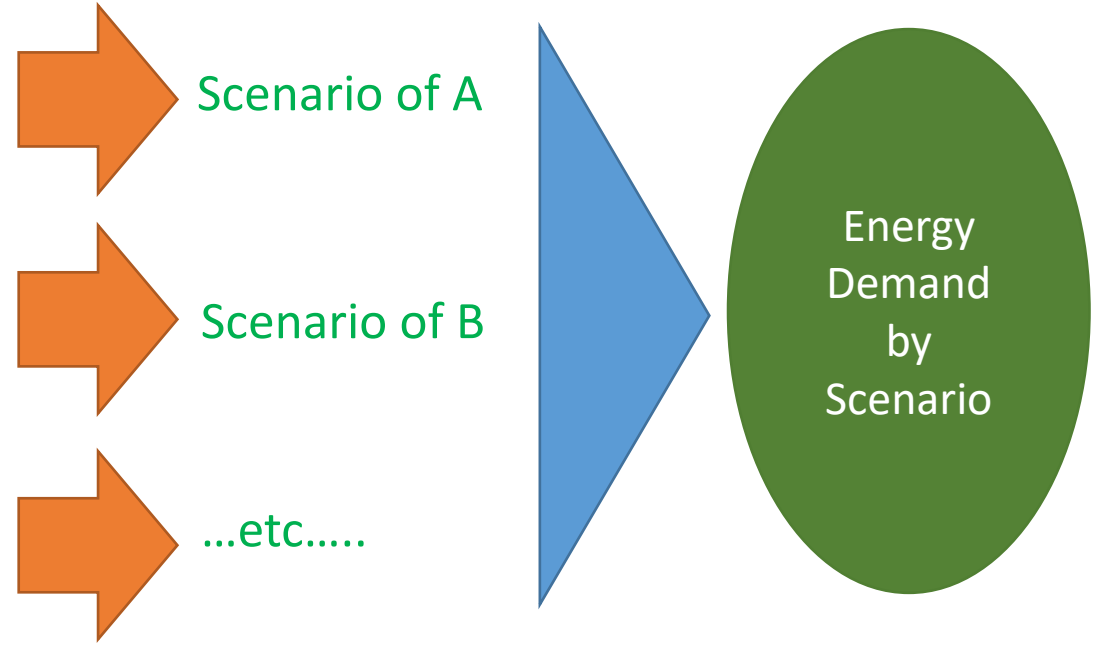 Scenario of A
Scenario of B
...etc.....
Energy
Demand
by
Scenario